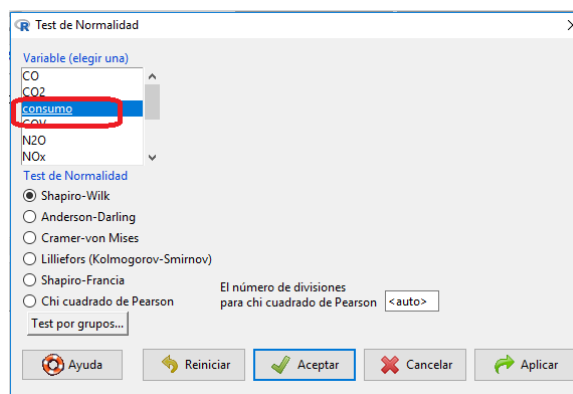 Test de Normalidad
Variable (elegir una)
CO
CO2
consumo
COV
N2O
NOx
Test de Normalidad
Shapiro-Wilk
Anderson-Darling
Cramer-von Mises
Lilliefors (Kolmogorov-Smirnov)
Shapiro-Francia
Chi cuadrado de Pearson
El número de divisiones
para chi cuadrado de Pearson <auto>
Test por grupos...
Ayuda Reiniciar Aceptar Cancelar Aplicar